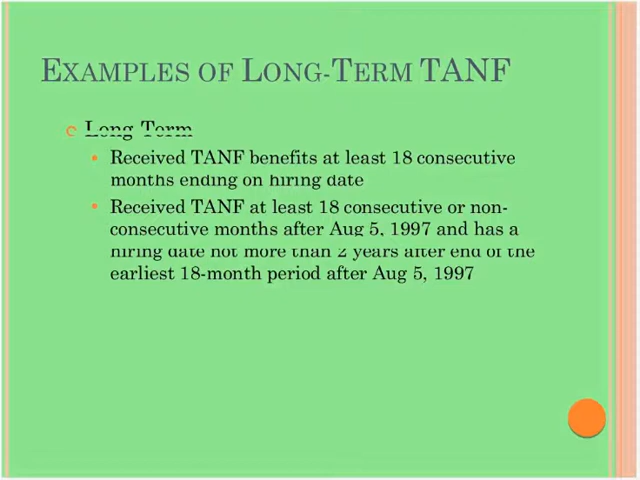 EXAMPLES OF LONG-TERM TANF
Long-Term
Received TANF benefits at least 18 consecutive
months ending on hiring date
Received TANF at least 18 consecutive or non-
consecutive months after Aug 5, 1997 and has a
hiring date not more than 2 years after end of the
earliest 18-month period after Aug 5, 1997